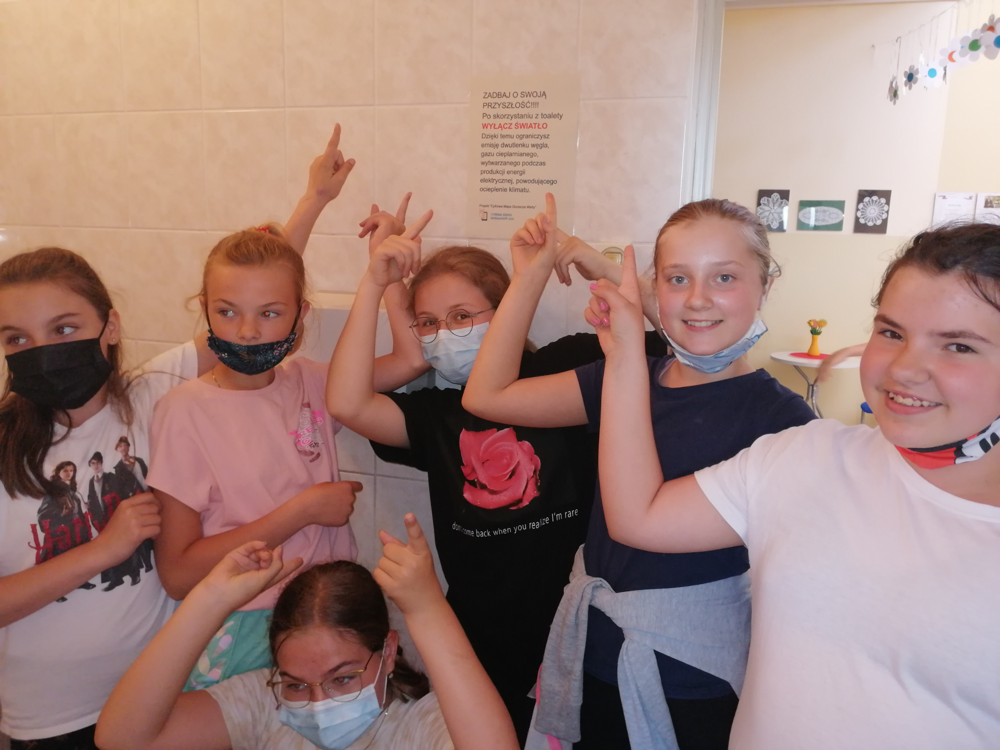 ZADBAJ O SWOJĄ
PRZYSZŁOŚĆ!!!!
Po skorzystaniu z toalety
WYŁĄCZ ŚWIATŁO
Dzięki temu ograniczysz
emisję dwutlenku węgla,
gazu cieplarnianego,
wytwarzanego podczas
produkcji energii
elektrycznej, powodującego
ocieplenie klimatu.
Projekt "Cyfrowa Mapa Dorzecza Warty"
don't come back when you realize I'm rare